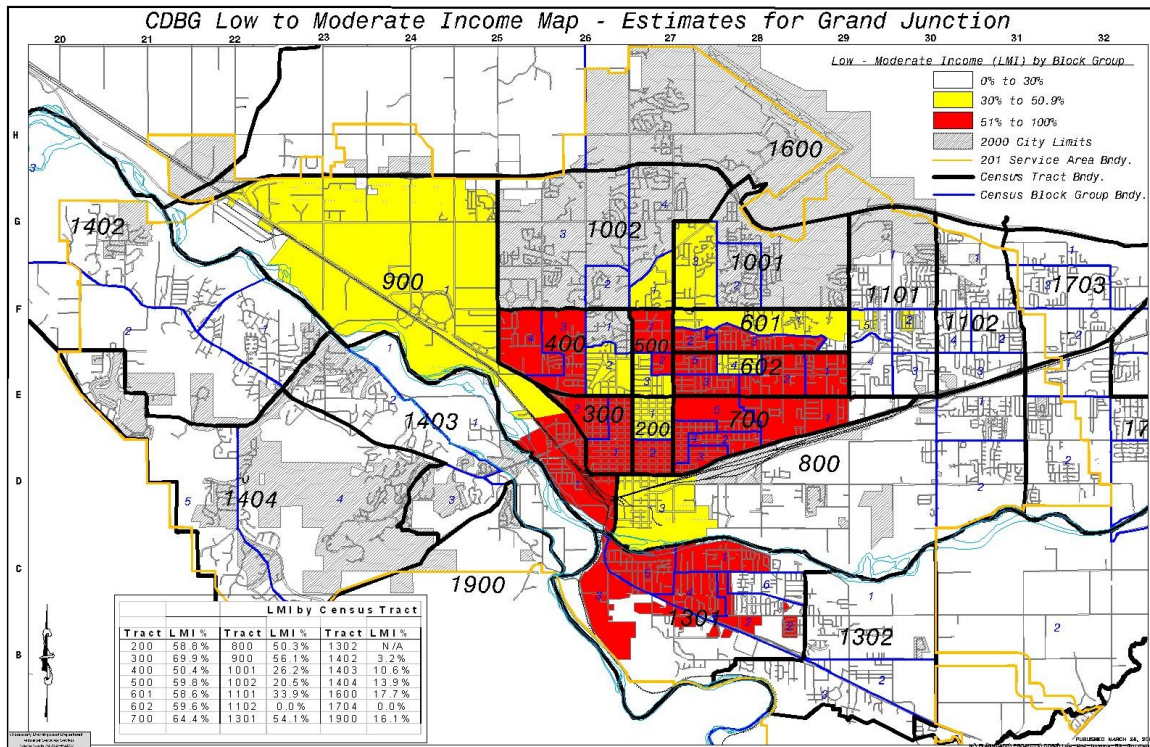 CDBG Low to Moderate Income Map - Estimates for Grand Junction
20 21 22 23 24 25 26 27 28 29 30 31 32
Low - Moderate Income (LMI) by Block Group
0% to 30%
30% to 50.9%
51% to 100%
2000 City Limits
201 Service Area Bndy.
Census Tract Bndy.
Census Block Group Bndy.
H
G
F
E
D
C
B
1600
1402
1002
1001
900
1101
1703
601
1102
400
500
602
300
200
700
1403
800
1404
1900
1301
1302
LMI by Census Tract
Tract LMI% Tract LMI% Tract LMI%
200 58.8% 800 50.3% 1302 N/A
300 69.9% 900 56.1% 1402 3.2%
400 50.4% 1001 26.2% 1403 10.6%
500 59.8% 1002 20.5% 1404 13.9%
601 58.6% 1101 33.9% 1600 17.7%
602 59.6% 1102 0.0% 1704 0.0%
700 64.4% 1301 54.1% 1900 16.1%
PUBLISHED MARCH 24, 20